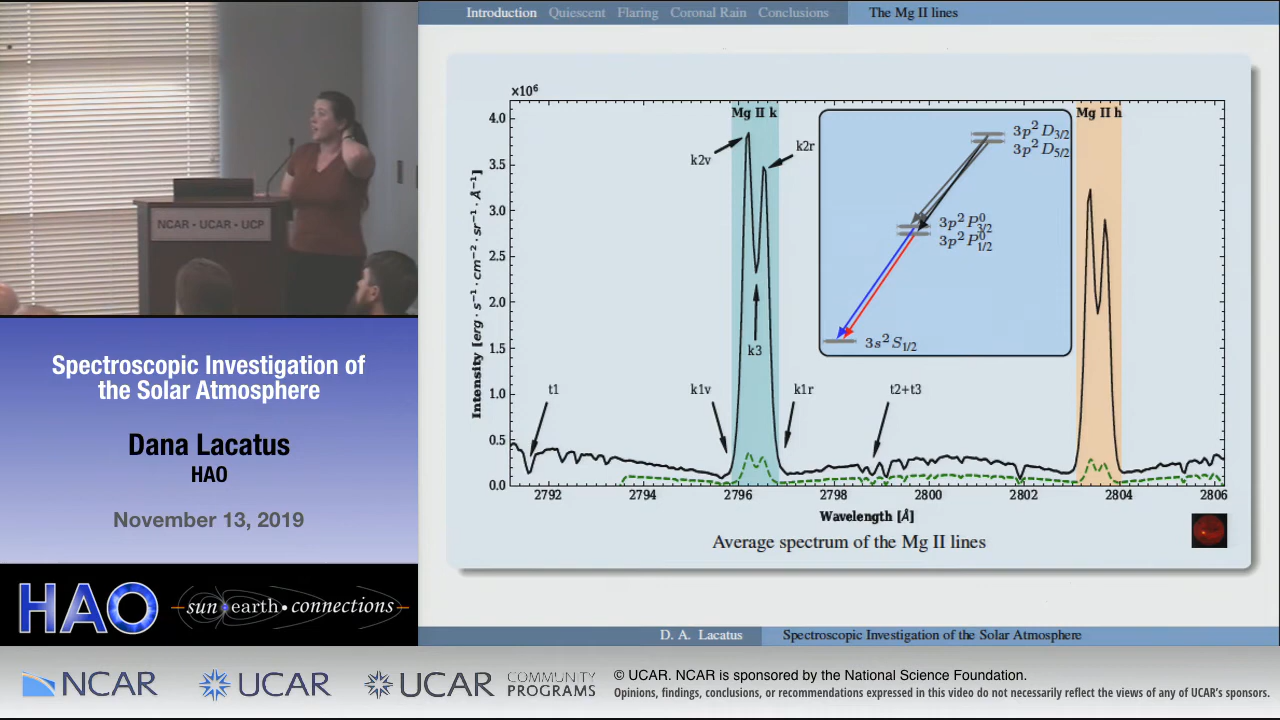 Introduction Quiescent Flaring Coronal Rain Conclusions
The Mg II lines
NCAR • UCAR • UCP
×10⁶
4.0
3.5
3.0
2.5
2.0
1.5
1.0
0.5
0.0
Intensity [erg · s⁻¹ · cm⁻² · sr⁻¹ · Å⁻¹]
Mg II k
Mg II h
k2v
k2r
k3
t1
k1v
k1r
t2+t3
3p² D₃/₂
3p² D₅/₂
3p² P⁰₃/₂
3p² P⁰₁/₂
3s² S₁/₂
2792 2794 2796 2798 2800 2802 2804 2806
Wavelength [Å]
Average spectrum of the Mg II lines
D. A. Lacatus
Spectroscopic Investigation of the Solar Atmosphere
Spectroscopic Investigation of
the Solar Atmosphere
Dana Lacatus
HAO
November 13, 2019
HAO
sun • earth • connections
NCAR
UCAR
UCAR
COMMUNITY
PROGRAMS
© UCAR. NCAR is sponsored by the National Science Foundation.
Opinions, findings, conclusions, or recommendations expressed in this video do not necessarily reflect the views of any of UCAR's sponsors.